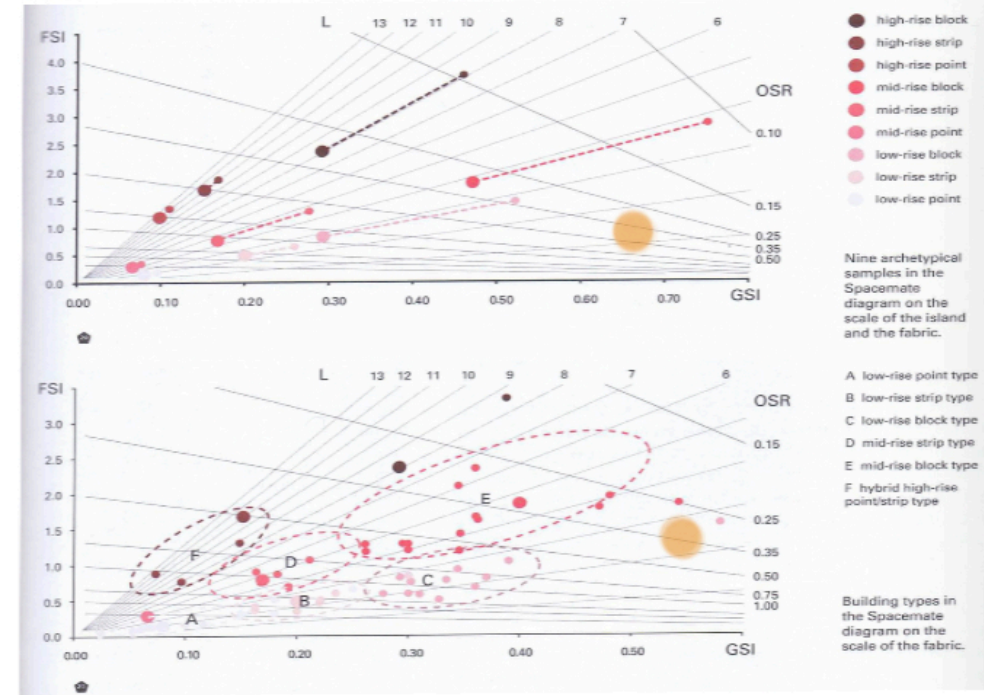 L 13 12 11 10 9 8 7 6
FSI
4.0
3.5
3.0
2.5
2.0
1.5
1.0
0.5
0.0
0.00 0.10 0.20 0.30 0.40 0.50 0.60 0.70 GSI
OSR
0.10
0.15
0.25
0.35
0.50
high-rise block
high-rise strip
high-rise point
mid-rise block
mid-rise strip
mid-rise point
low-rise block
low-rise strip
low-rise point
Nine archetypical
samples in the
Spacemate
diagram on the
scale of the island
and the fabric.
L 13 12 11 10 9 8 7 6
FSI
3.0
2.5
2.0
1.5
1.0
0.5
0.0
0.00 0.10 0.20 0.30 0.40 0.50 GSI
OSR
0.15
0.25
0.35
0.50
0.75
1.00
F
D
E
C
B
A
A low-rise point type
B low-rise strip type
C low-rise block type
D mid-rise strip type
E mid-rise block type
F hybrid high-rise
point/strip type
Building types in
the Spacemate
diagram on the
scale of the fabric.